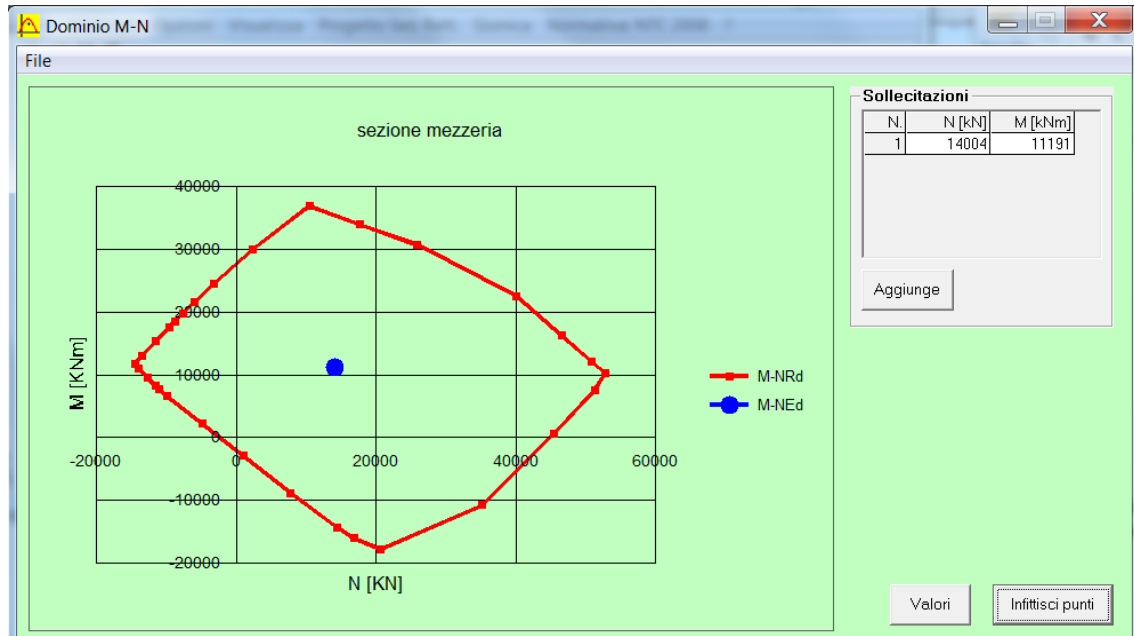 Dominio M-N
File
sezione mezzeria
40000
30000
20000
10000
0
-10000
-20000
-20000
0
20000
40000
60000
M [KNm]
N [KN]
M-NRd
M-NEd
Sollecitazioni
N. N [kN] M [kNm]
1 14004 11191
Aggiunge
Valori
Infittisci punti